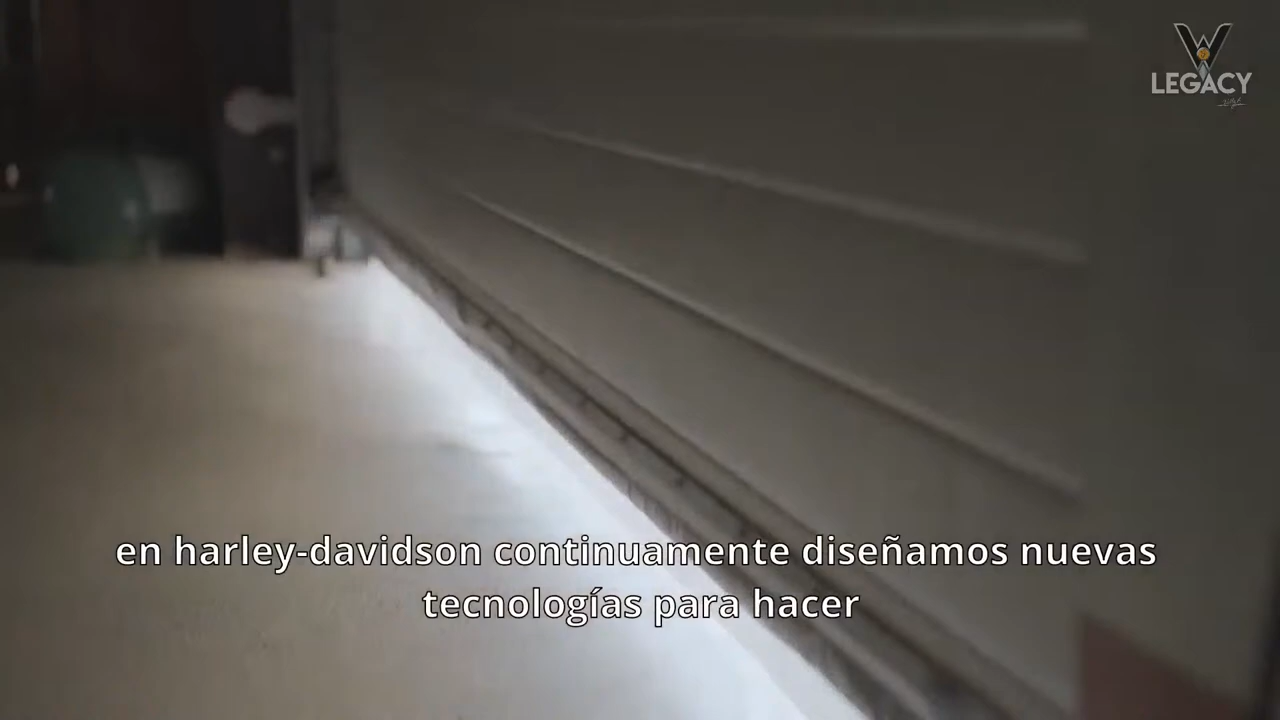 LEGACY
en harley-davidson continuamente diseñamos nuevas
tecnologías para hacer